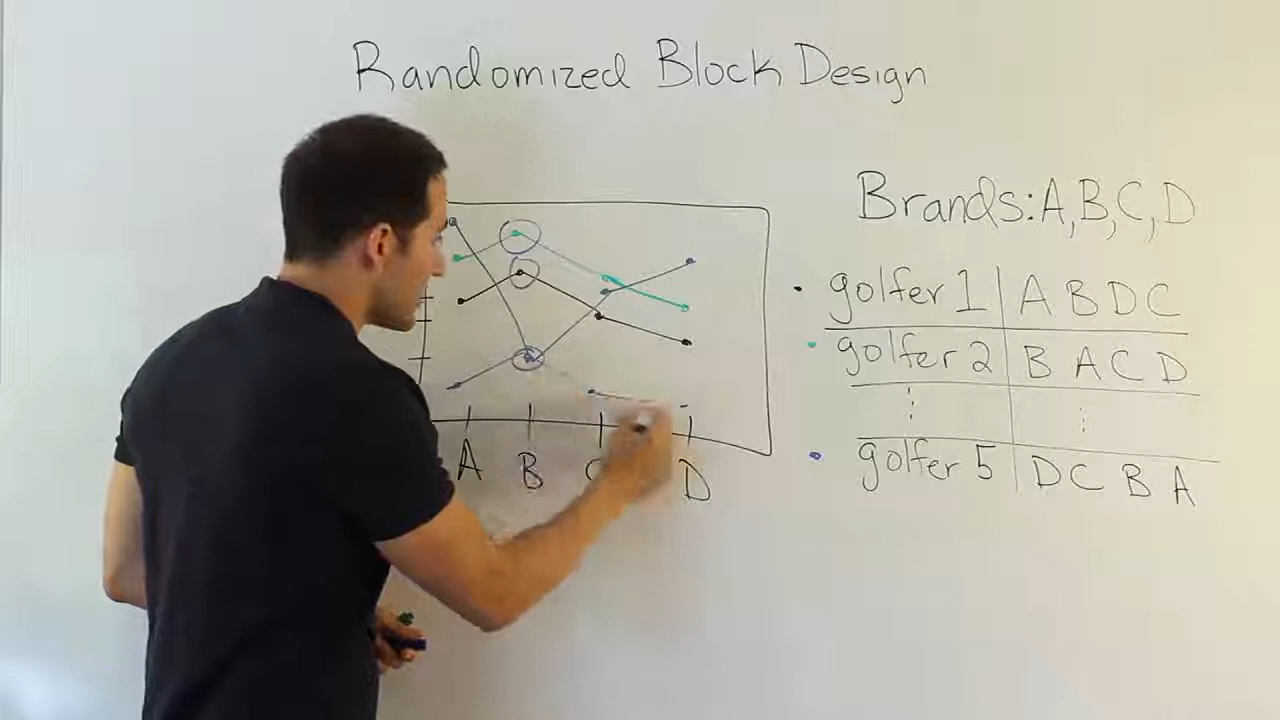 Randomized Block Design
Brands: A, B, C, D
golfer 1 A B D C
golfer 2 B A C D
golfer 5 D C B A
A B C D